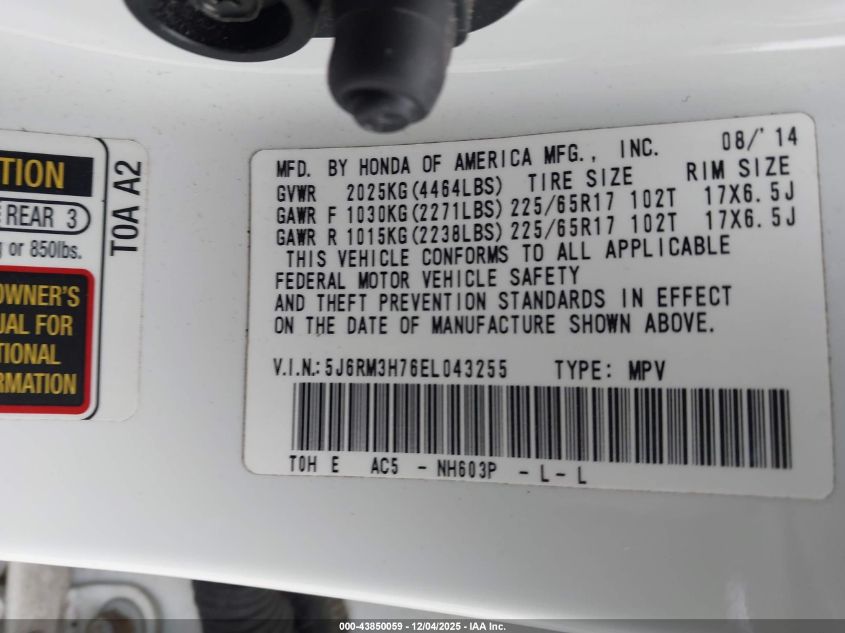 TION
REAR 3
g or 850lbs.
OWNER'S
UAL FOR
TIONAL
RMATION
T0A A2
MFD. BY HONDA OF AMERICA MFG., INC. 08/'14
GVWR 2025KG(4464LBS) TIRE SIZE RIM SIZE
GAWR F 1030KG(2271LBS) 225/65R17 102T 17X6.5J
GAWR R 1015KG(2238LBS) 225/65R17 102T 17X6.5J
THIS VEHICLE CONFORMS TO ALL APPLICABLE
FEDERAL MOTOR VEHICLE SAFETY
AND THEFT PREVENTION STANDARDS IN EFFECT
ON THE DATE OF MANUFACTURE SHOWN ABOVE.
V.I.N.: 5J6RM3H76EL043255 TYPE: MPV
T0H E AC5 - NH603P - L - L
000-43850059 - 12/04/2025 - IAA Inc.